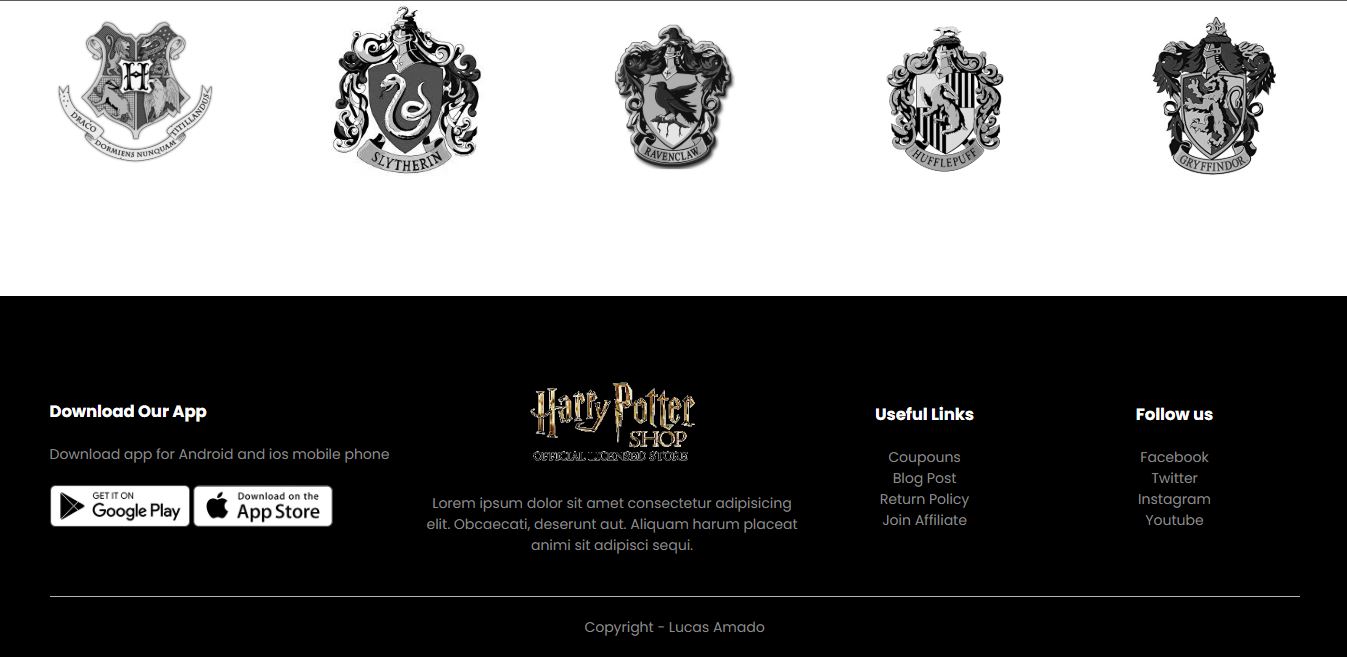 H
DRACO DORMIENS NUNQUAM TITILLANDUS
SLYTHERIN
RAVENCLAW
HUFFLEPUFF
GRYFFINDOR
Download Our App
Download app for Android and ios mobile phone
GET IT ON
Google Play
Download on the
App Store
Harry Potter
SHOP
OFFICIAL LICENSED STORE
Lorem ipsum dolor sit amet consectetur adipisicing
elit. Obcaecati, deserunt aut. Aliquam harum placeat
animi sit adipisci sequi.
Useful Links
Coupouns
Blog Post
Return Policy
Join Affiliate
Follow us
Facebook
Twitter
Instagram
Youtube
Copyright - Lucas Amado